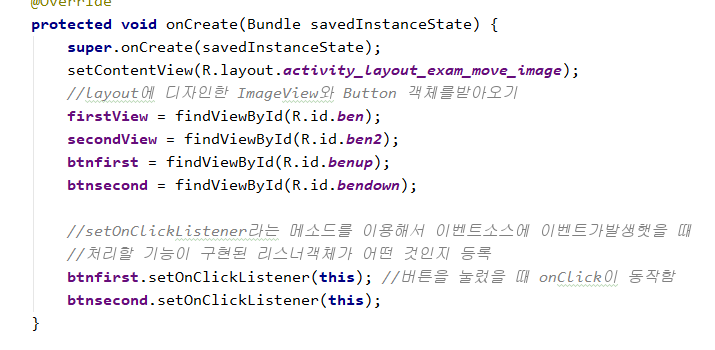 @Override
protected void onCreate(Bundle savedInstanceState) {
super.onCreate(savedInstanceState);
setContentView(R.layout.activity_layout_exam_move_image);
//layout에 디자인한 ImageView와 Button 객체를받아오기
firstView = findViewById(R.id.ben);
secondView = findViewById(R.id.ben2);
btnfirst = findViewById(R.id.benup);
btnsecond = findViewById(R.id.bendown);
//setOnClickListener라는 메소드를 이용해서 이벤트소스에 이벤트가발생햇을 때
//처리할 기능이 구현된 리스너객체가 어떤 것인지 등록
btnfirst.setOnClickListener(this); //버튼을 눌렀을 때 onClick이 동작함
btnsecond.setOnClickListener(this);
}